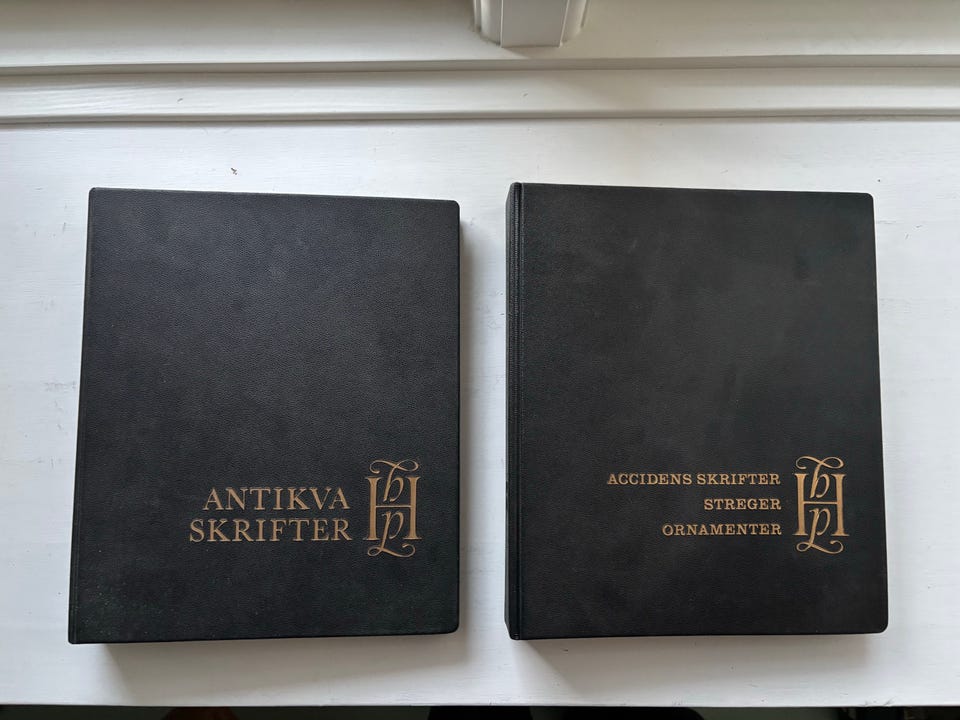 ANTIKVA
SKRIFTER
ACCIDENS SKRIFTER
STREGER
ORNAMENTER